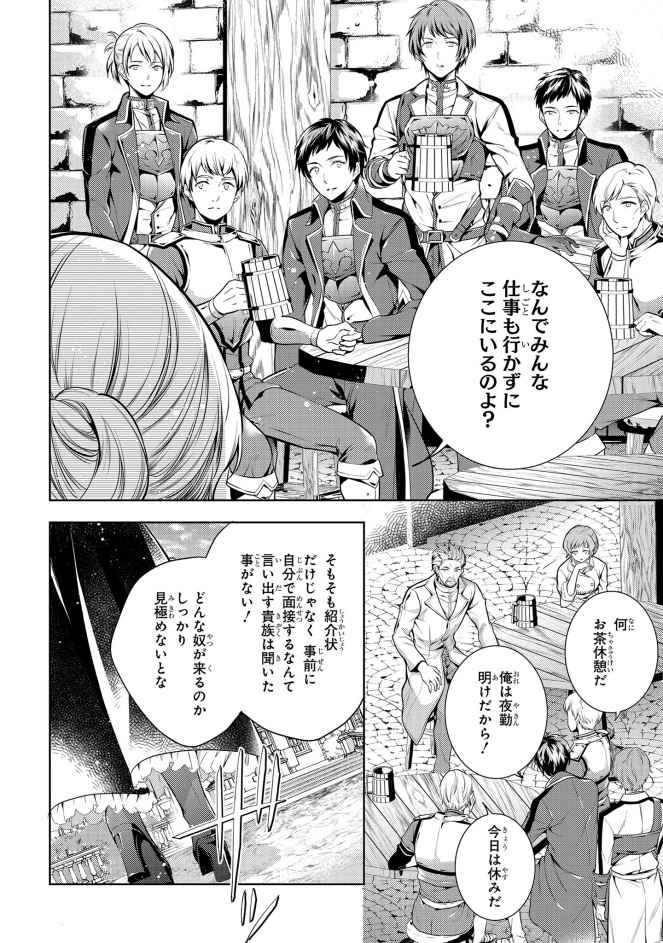 なんでみんな
仕事も行かずに
ここにいるのよ？
何
お茶休憩だ
俺は夜勤
明けだから！
今日は休みだ
そもそも紹介状
だけじゃなく 事前に
自分で面接するなんて
言い出す貴族は聞いた
事がない！
どんな奴が来るのか
しっかり
見極めないとな